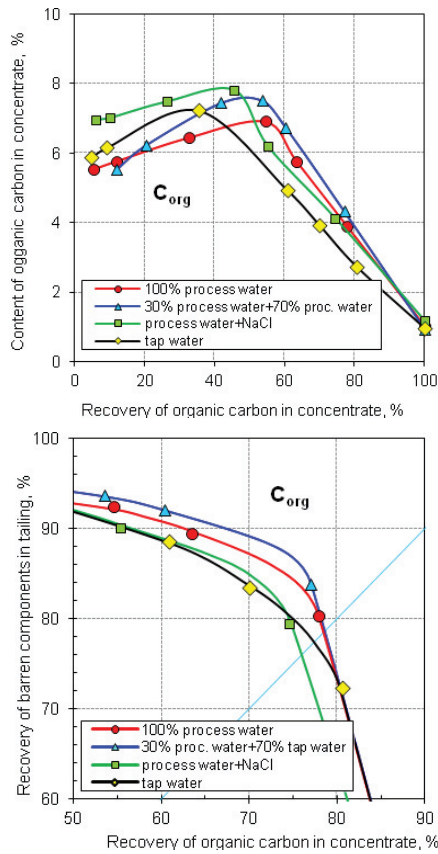 10
8
6
4
2
0
Content of ogganic carbon in concentrate, %
C org
100% process water
30% process water+70% proc. water
process water+NaCl
tap water
0 20 40 60 80 100
Recovery of organic carbon in concentrate, %
100
90
80
70
60
Recovery of barren components in tailing, %
C org
100% process water
30% proc. water+70% tap water
process water+NaCl
tap water
50 60 70 80 90
Recovery of organic carbon in concentrate, %